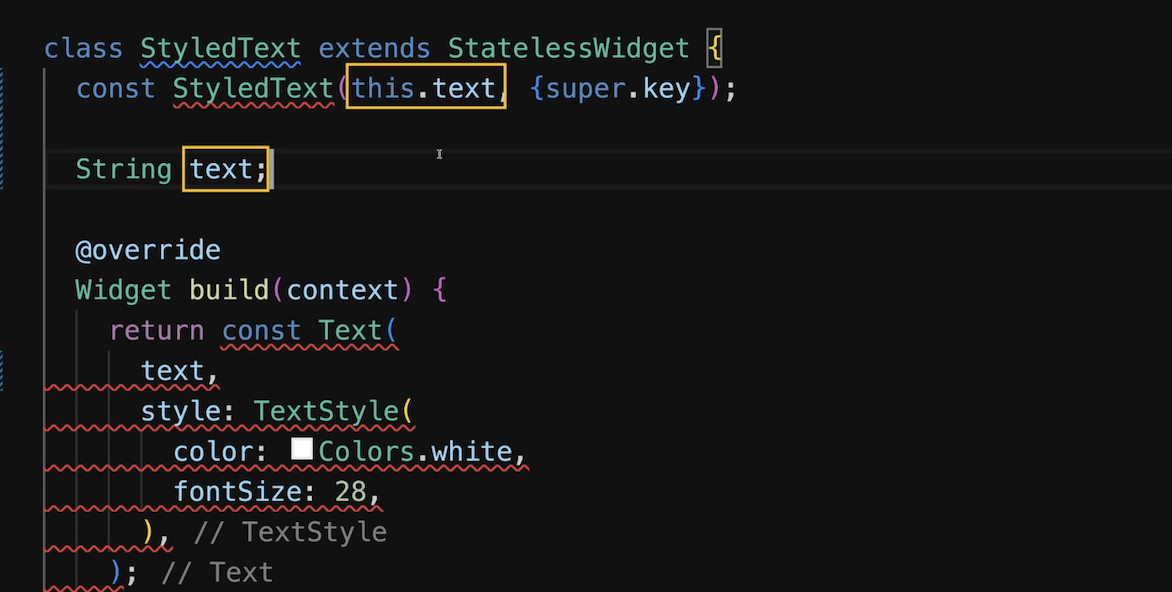 class StyledText extends StatelessWidget {
const StyledText(this.text, {super.key});
String text;
@override
Widget build(context) {
return const Text(
text,
style: TextStyle(
color: Colors.white,
fontSize: 28,
), // TextStyle
); // Text